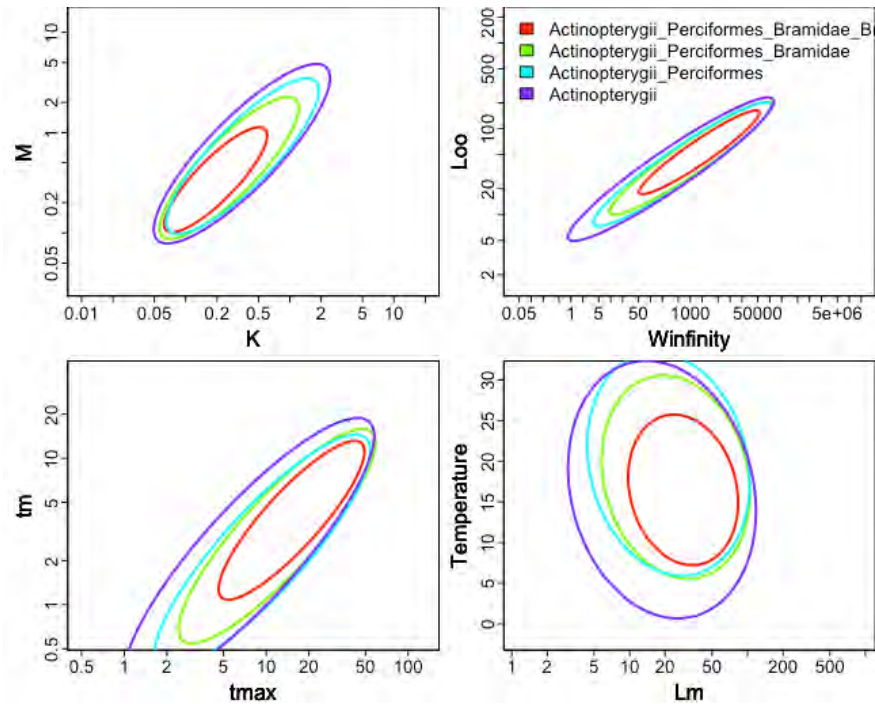 M
0.05 0.2 1 5
0.01 0.05 0.2 0.5 2 5 10
K
Loo
2 5 20 100 500 200
Actinopterygii_Perciformes_Bramidae_Br
Actinopterygii_Perciformes_Bramidae
Actinopterygii_Perciformes
Actinopterygii
0.05 1 5 50 1000 50000 5e+06
Winfinity
tm
0.5 1 2 5 10 20
0.5 1 2 5 10 20 50 100
tmax
Temperature
0 5 10 15 20 25 30
1 2 5 10 20 50 200 500
Lm